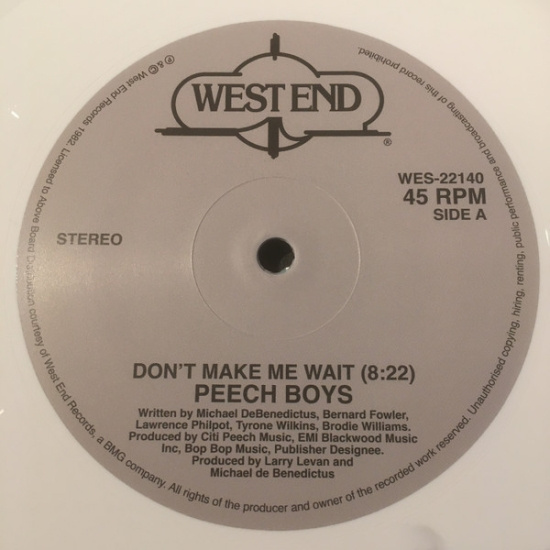 WEST END
®
WES-22140
45 RPM
SIDE A
STEREO
DON'T MAKE ME WAIT (8:22)
PEECH BOYS
Written by Michael DeBenedictus, Bernard Fowler,
Lawrence Philpot, Tyrone Wilkins, Brodie Williams.
Produced by Citi Peech Music, EMI Blackwood Music
Inc, Bop Bop Music, Publisher Designee.
Produced by Larry Levan and
Michael de Benedictus
℗ & © West End Records 1982. Licensed to Above Board Distribution courtesy of West End Records, a BMG company. All rights of the producer and owner of the recorded work reserved. Unauthorised copying, hiring, renting, public performance and broadcasting of this record prohibited.